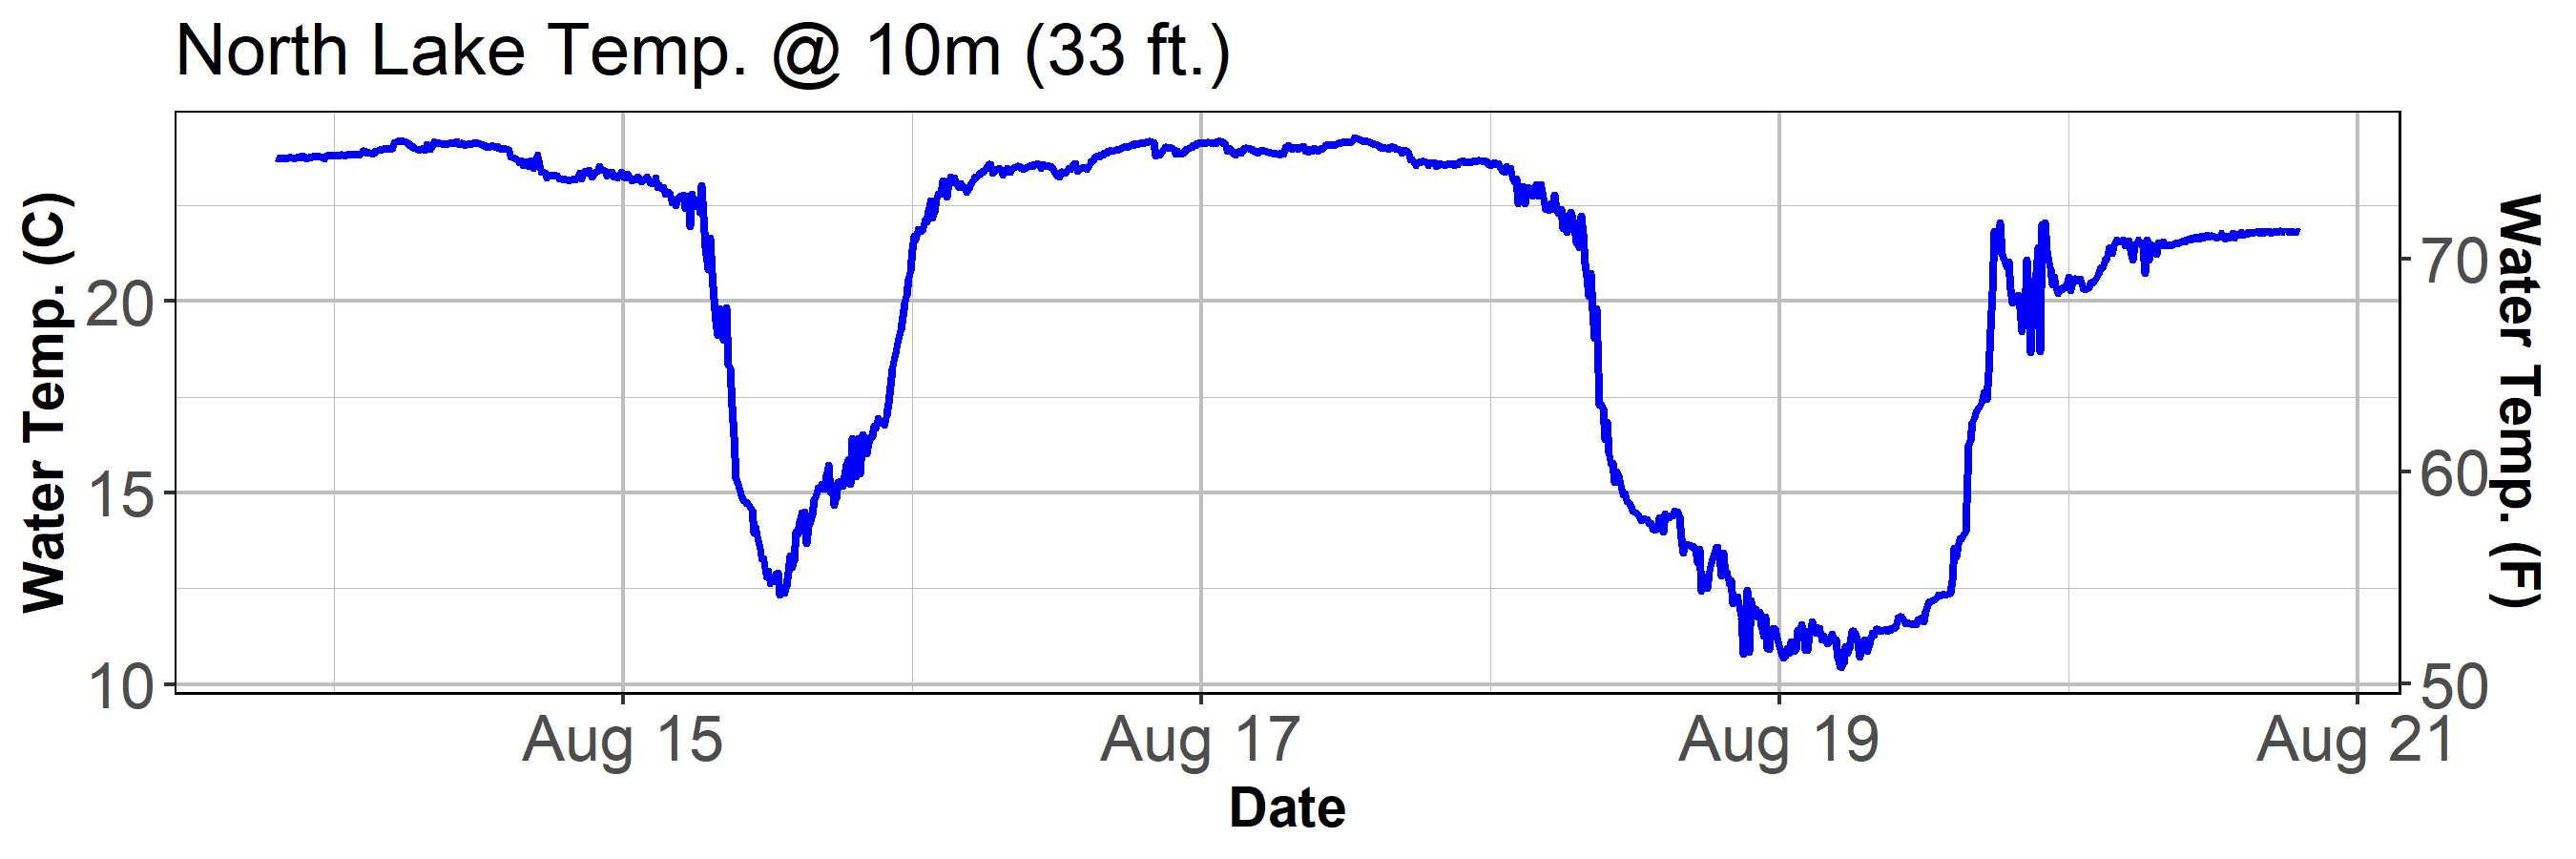 North Lake Temp. @ 10m (33 ft.)
Water Temp. (C)
20
15
10
70
60
50
Water Temp. (F)
Aug 15
Aug 17
Aug 19
Aug 21
Date